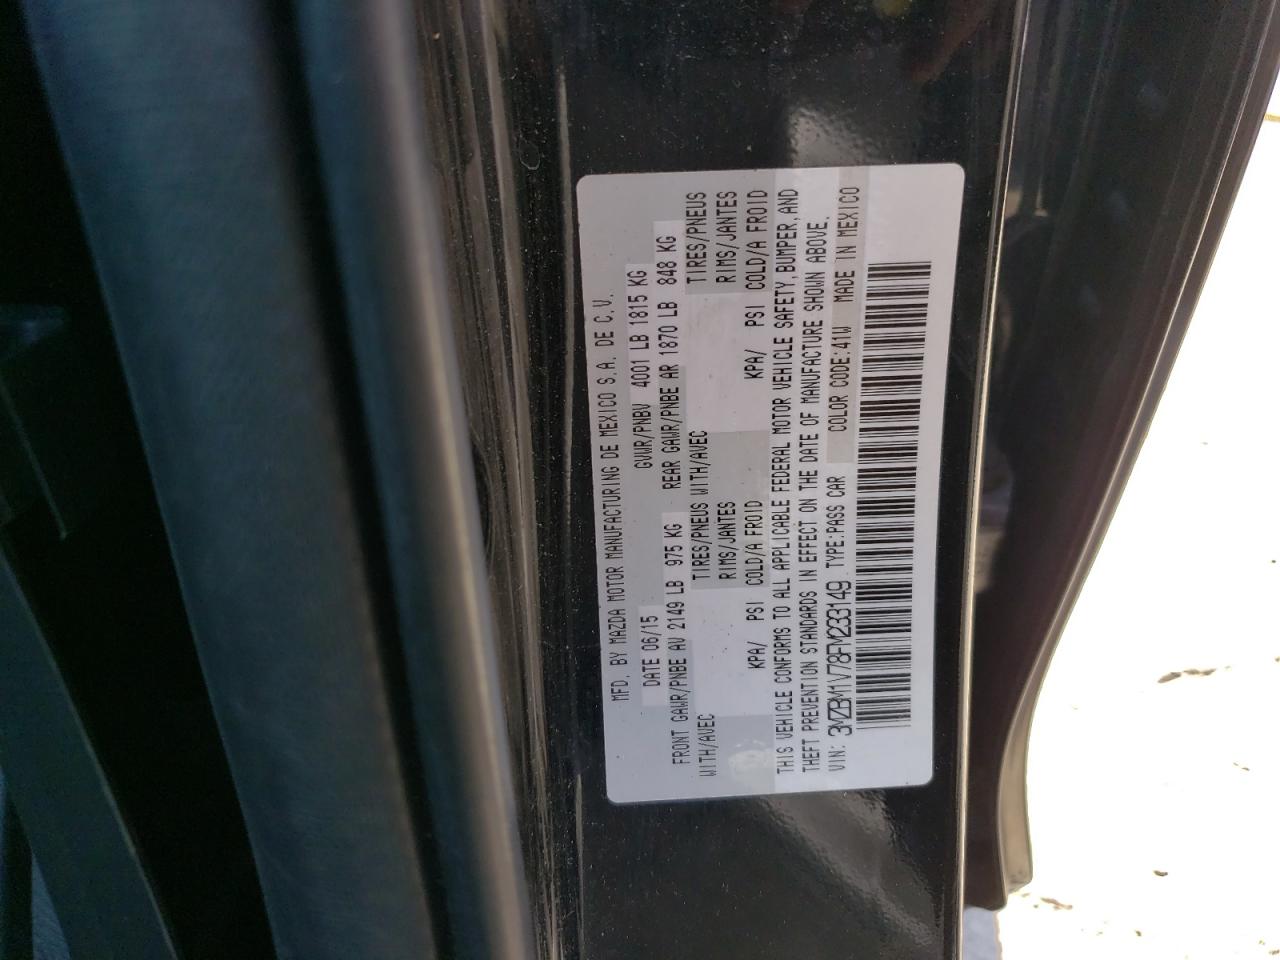 MFD. BY MAZDA MOTOR MANUFACTURING DE MEXICO S.A. DE C.V.
DATE 06/15 GVWR/PNBV 4001 LB 1815 KG
FRONT GAWR/PNBE AV 2149 LB 975 KG REAR GAWR/PNBE AR 1870 LB 848 KG
WITH/AVEC TIRES/PNEUS WITH/AVEC TIRES/PNEUS
RIMS/JANTES RIMS/JANTES
KPA/ PSI COLD/A FROID KPA/ PSI COLD/A FROID
THIS VEHICLE CONFORMS TO ALL APPLICABLE FEDERAL MOTOR VEHICLE SAFETY, BUMPER, AND
THEFT PREVENTION STANDARDS IN EFFECT ON THE DATE OF MANUFACTURE SHOWN ABOVE.
VIN: 3MZBM1V78FM233149 TYPE:PASS CAR COLOR CODE:41W MADE IN MEXICO